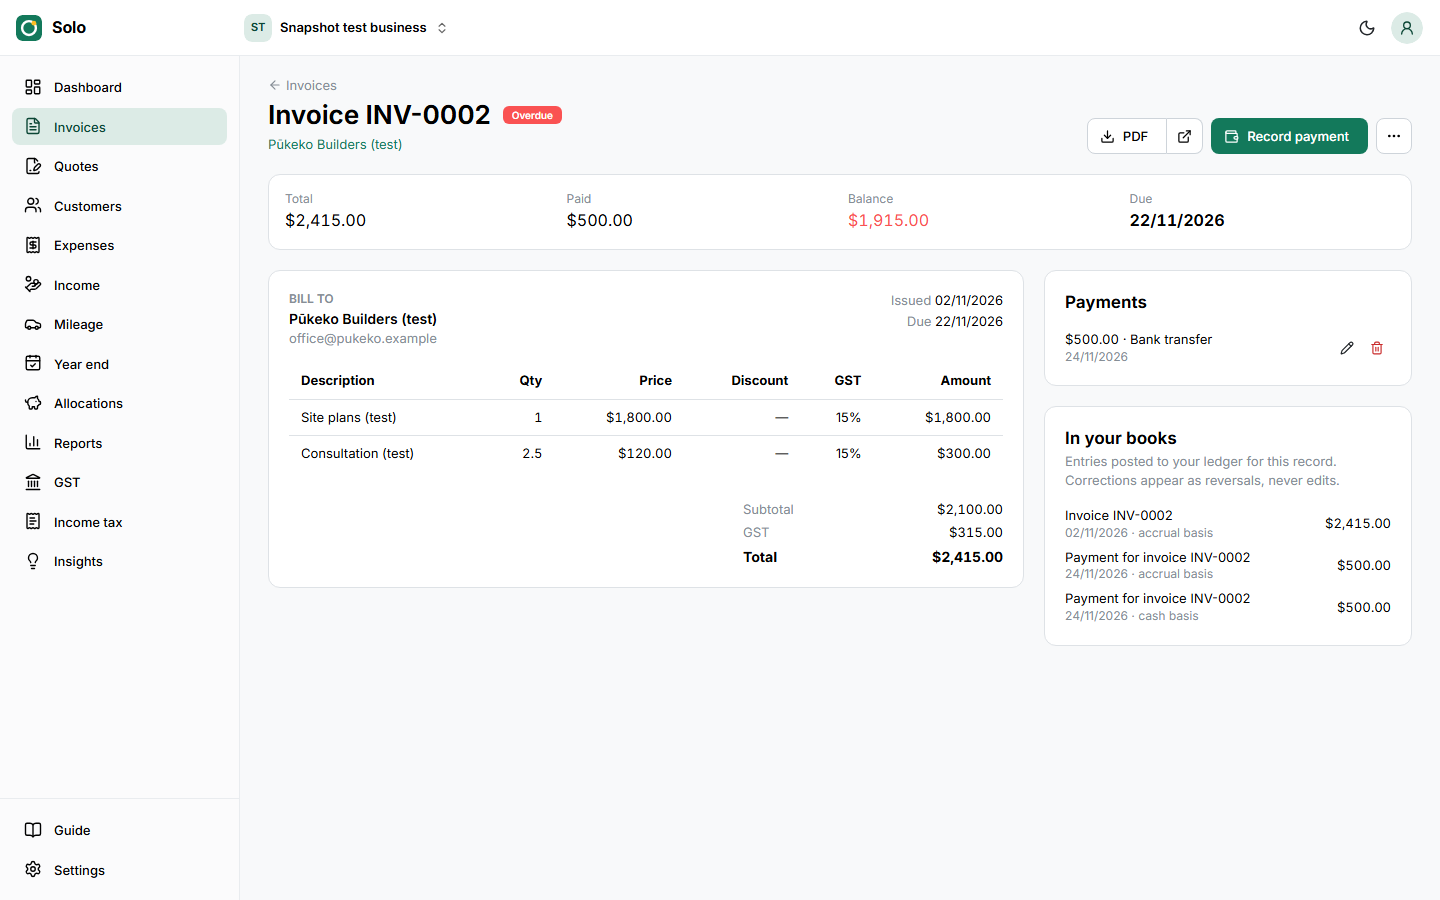 Solo
ST Snapshot test business
Dashboard
Invoices
Quotes
Customers
Expenses
Income
Mileage
Year end
Allocations
Reports
GST
Income tax
Insights
Guide
Settings
Invoices
Invoice INV-0002 Overdue
Pūkeko Builders (test)
PDF
Record payment
Total
$2,415.00
Paid
$500.00
Balance
$1,915.00
Due
22/11/2026
BILL TO
Pūkeko Builders (test)
office@pukeko.example
Issued 02/11/2026
Due 22/11/2026
Description Qty Price Discount GST Amount
Site plans (test) 1 $1,800.00 — 15% $1,800.00
Consultation (test) 2.5 $120.00 — 15% $300.00
Subtotal $2,100.00
GST $315.00
Total $2,415.00
Payments
$500.00 · Bank transfer
24/11/2026
In your books
Entries posted to your ledger for this record.
Corrections appear as reversals, never edits.
Invoice INV-0002
02/11/2026 · accrual basis
$2,415.00
Payment for invoice INV-0002
24/11/2026 · accrual basis
$500.00
Payment for invoice INV-0002
24/11/2026 · cash basis
$500.00